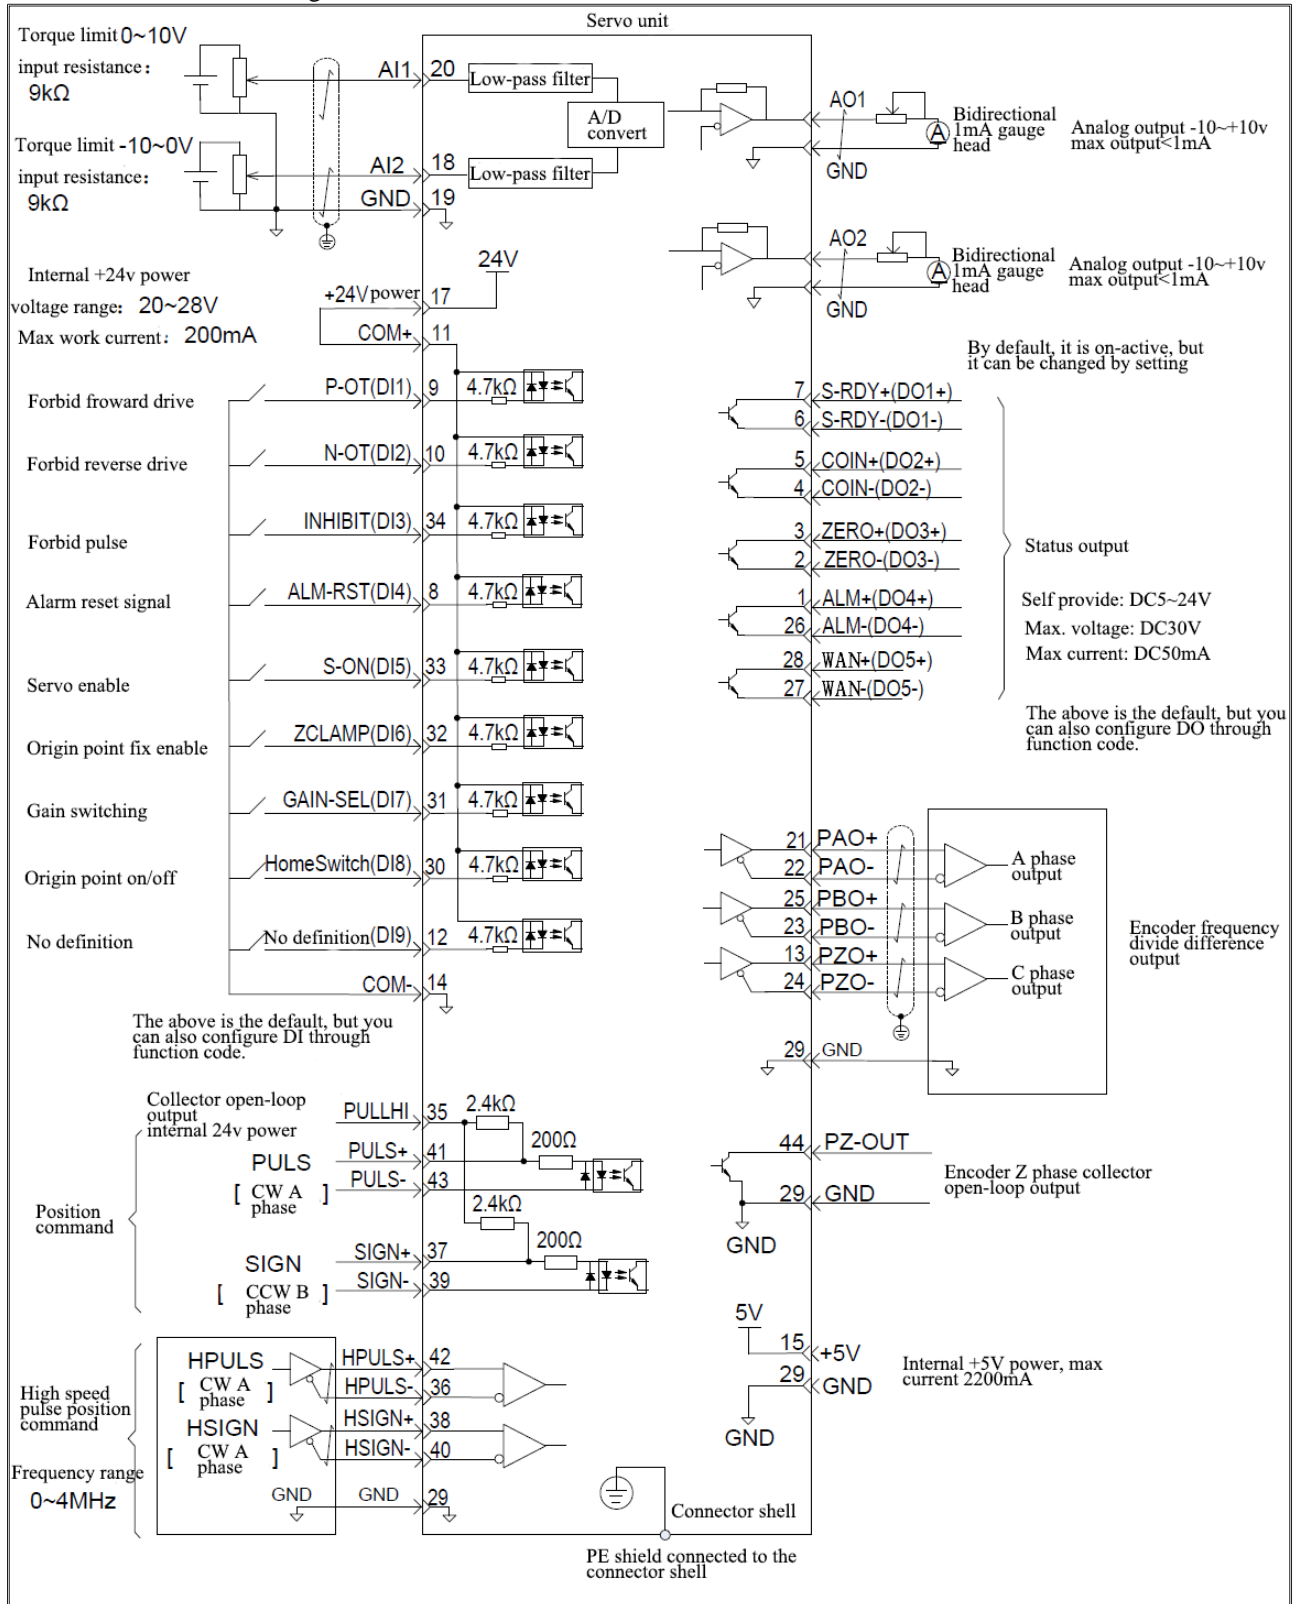 Servo unit
Torque limit 0~10V
input resistance:
9kΩ
AI1 20 Low-pass filter
A/D
convert
Torque limit -10~0V
input resistance:
9kΩ
AI2 18 Low-pass filter
GND 19
AO1
GND
A
Bidirectional
1mA gauge
head
Analog output -10~+10v
max output<1mA
AO2
GND
A
Bidirectional
1mA gauge
head
Analog output -10~+10v
max output<1mA
24V
Internal +24v power
voltage range: 20~28V
Max work current: 200mA
+24V power 17
COM+ 11
Forbid froward drive P-OT(DI1) 9 4.7kΩ
Forbid reverse drive N-OT(DI2) 10 4.7kΩ
Forbid pulse INHIBIT(DI3) 34 4.7kΩ
Alarm reset signal ALM-RST(DI4) 8 4.7kΩ
Servo enable S-ON(DI5) 33 4.7kΩ
Origin point fix enable ZCLAMP(DI6) 32 4.7kΩ
Gain switching GAIN-SEL(DI7) 31 4.7kΩ
Origin point on/off HomeSwitch(DI8) 30 4.7kΩ
No definition No definition(DI9) 12 4.7kΩ
COM- 14
The above is the default, but you
can also configure DI through
function code.
By default, it is on-active, but
it can be changed by setting
7 S-RDY+(DO1+)
6 S-RDY-(DO1-)
5 COIN+(DO2+)
4 COIN-(DO2-)
3 ZERO+(DO3+)
2 ZERO-(DO3-)
1 ALM+(DO4+)
26 ALM-(DO4-)
28 WAN+(DO5+)
27 WAN-(DO5-)
Status output
Self provide: DC5~24V
Max. voltage: DC30V
Max current: DC50mA
The above is the default, but you
can also configure DO through
function code.
21 PAO+
22 PAO-
A phase
output
25 PBO+
23 PBO-
B phase
output
13 PZO+
24 PZO-
C phase
output
29 GND
Encoder frequency
divide difference
output
Collector open-loop
output
internal 24v power
PULLHI 35 2.4kΩ
PULS+ 41 200Ω
PULS- 43
PULS
[ CW A ]
phase
2.4kΩ
Position
command
SIGN+ 37 200Ω
SIGN- 39
SIGN
[ CCW B ]
phase
44 PZ-OUT
29 GND
GND
Encoder Z phase collector
open-loop output
5V
15 +5V
29 GND
GND
Internal +5V power, max
current 2200mA
High speed
pulse position
command
Frequency range
0~4MHz
HPULS
[ CW A ]
phase
HPULS+ 42
HPULS- 36
HSIGN
[ CW A ]
phase
HSIGN+ 38
HSIGN- 40
GND GND 29
Connector shell
PE shield connected to the
connector shell